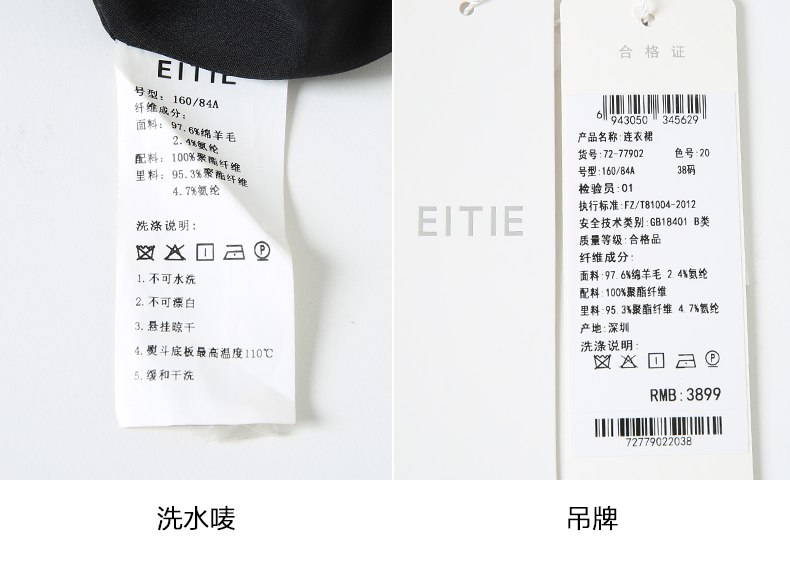 EITIE
号型: 160/84A
纤维成分:
面料: 97.6%绵羊毛
2.4%氨纶
配料: 100%聚酯纤维
里料: 95.3%聚酯纤维
4.7%氨纶
洗涤说明:
P
1.不可水洗
2.不可漂白
3.悬挂晾干
4.熨斗底板最高温度110℃
5.缓和干洗
洗水唛
EITIE
合格证
6 943050 345629
产品名称:连衣裙
货号:72-77902 色号:20
号型:160/84A 38码
检验员:01
执行标准:FZ/T81004-2012
安全技术类别:GB18401 B类
质量等级:合格品
纤维成分:
面料:97.6%绵羊毛 2.4%氨纶
配料:100%聚酯纤维
里料:95.3%聚酯纤维 4.7%氨纶
产地:深圳
洗涤说明:
P
RMB:3899
72779022038
吊牌